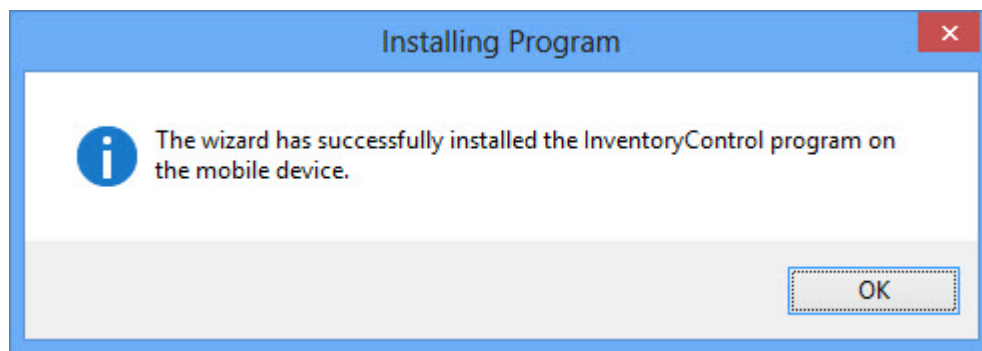 Installing Program
The wizard has successfully installed the InventoryControl program on
the mobile device.
OK